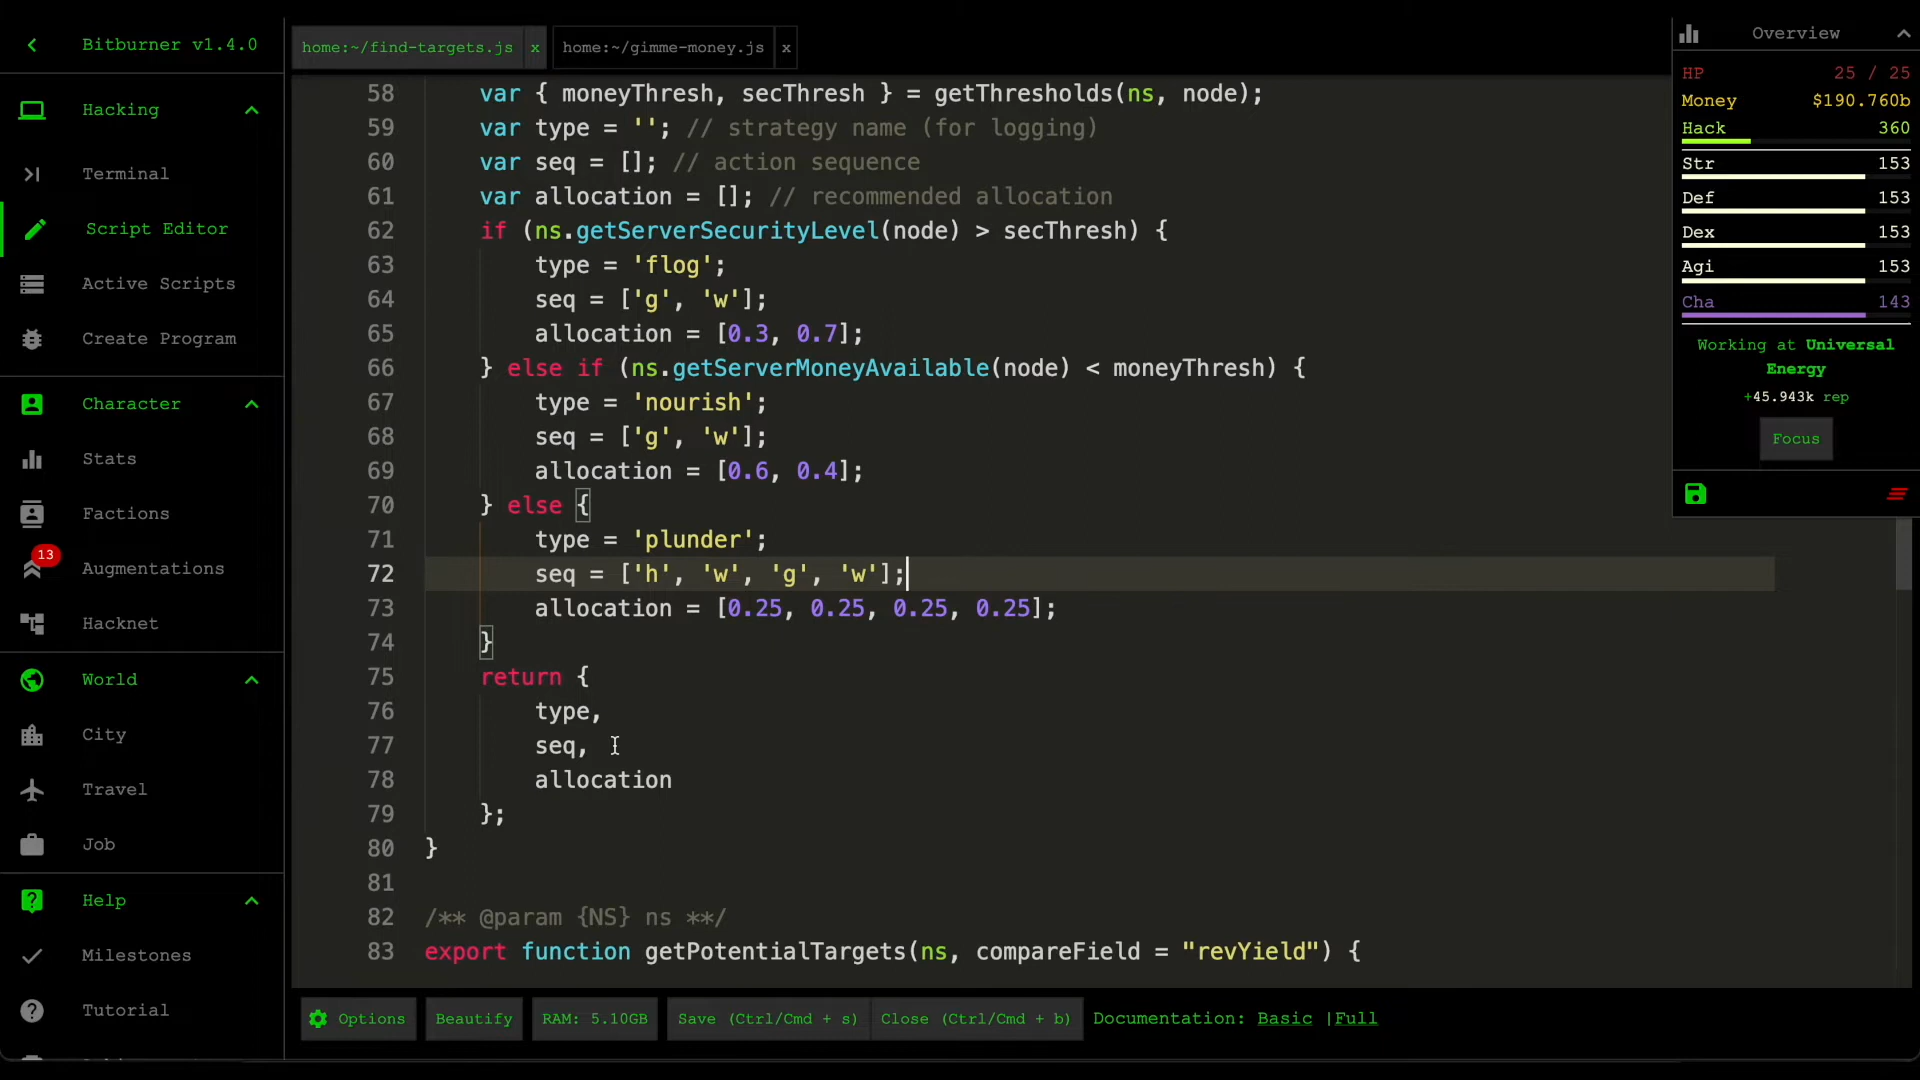 Bitburner v1.4.0
Hacking
Terminal
Script Editor
Active Scripts
Create Program
Character
Stats
Factions
13
Augmentations
Hacknet
World
City
Travel
Job
Help
Milestones
Tutorial
home:~/find-targets.js x
home:~/gimme-money.js x
58 var { moneyThresh, secThresh } = getThresholds(ns, node);
59 var type = ''; // strategy name (for logging)
60 var seq = []; // action sequence
61 var allocation = []; // recommended allocation
62 if (ns.getServerSecurityLevel(node) > secThresh) {
63 type = 'flog';
64 seq = ['g', 'w'];
65 allocation = [0.3, 0.7];
66 } else if (ns.getServerMoneyAvailable(node) < moneyThresh) {
67 type = 'nourish';
68 seq = ['g', 'w'];
69 allocation = [0.6, 0.4];
70 } else {
71 type = 'plunder';
72 seq = ['h', 'w', 'g', 'w'];
73 allocation = [0.25, 0.25, 0.25, 0.25];
74 }
75 return {
76 type,
77 seq,
78 allocation
79 };
80 }
81
82 /** @param {NS} ns **/
83 export function getPotentialTargets(ns, compareField = "revYield") {
Options Beautify RAM: 5.10GB Save (Ctrl/Cmd + s) Close (Ctrl/Cmd + b) Documentation: Basic |Full
Overview
HP 25 / 25
Money $190.760b
Hack 360
Str 153
Def 153
Dex 153
Agi 153
Cha 143
Working at Universal
Energy
+45.943k rep
Focus